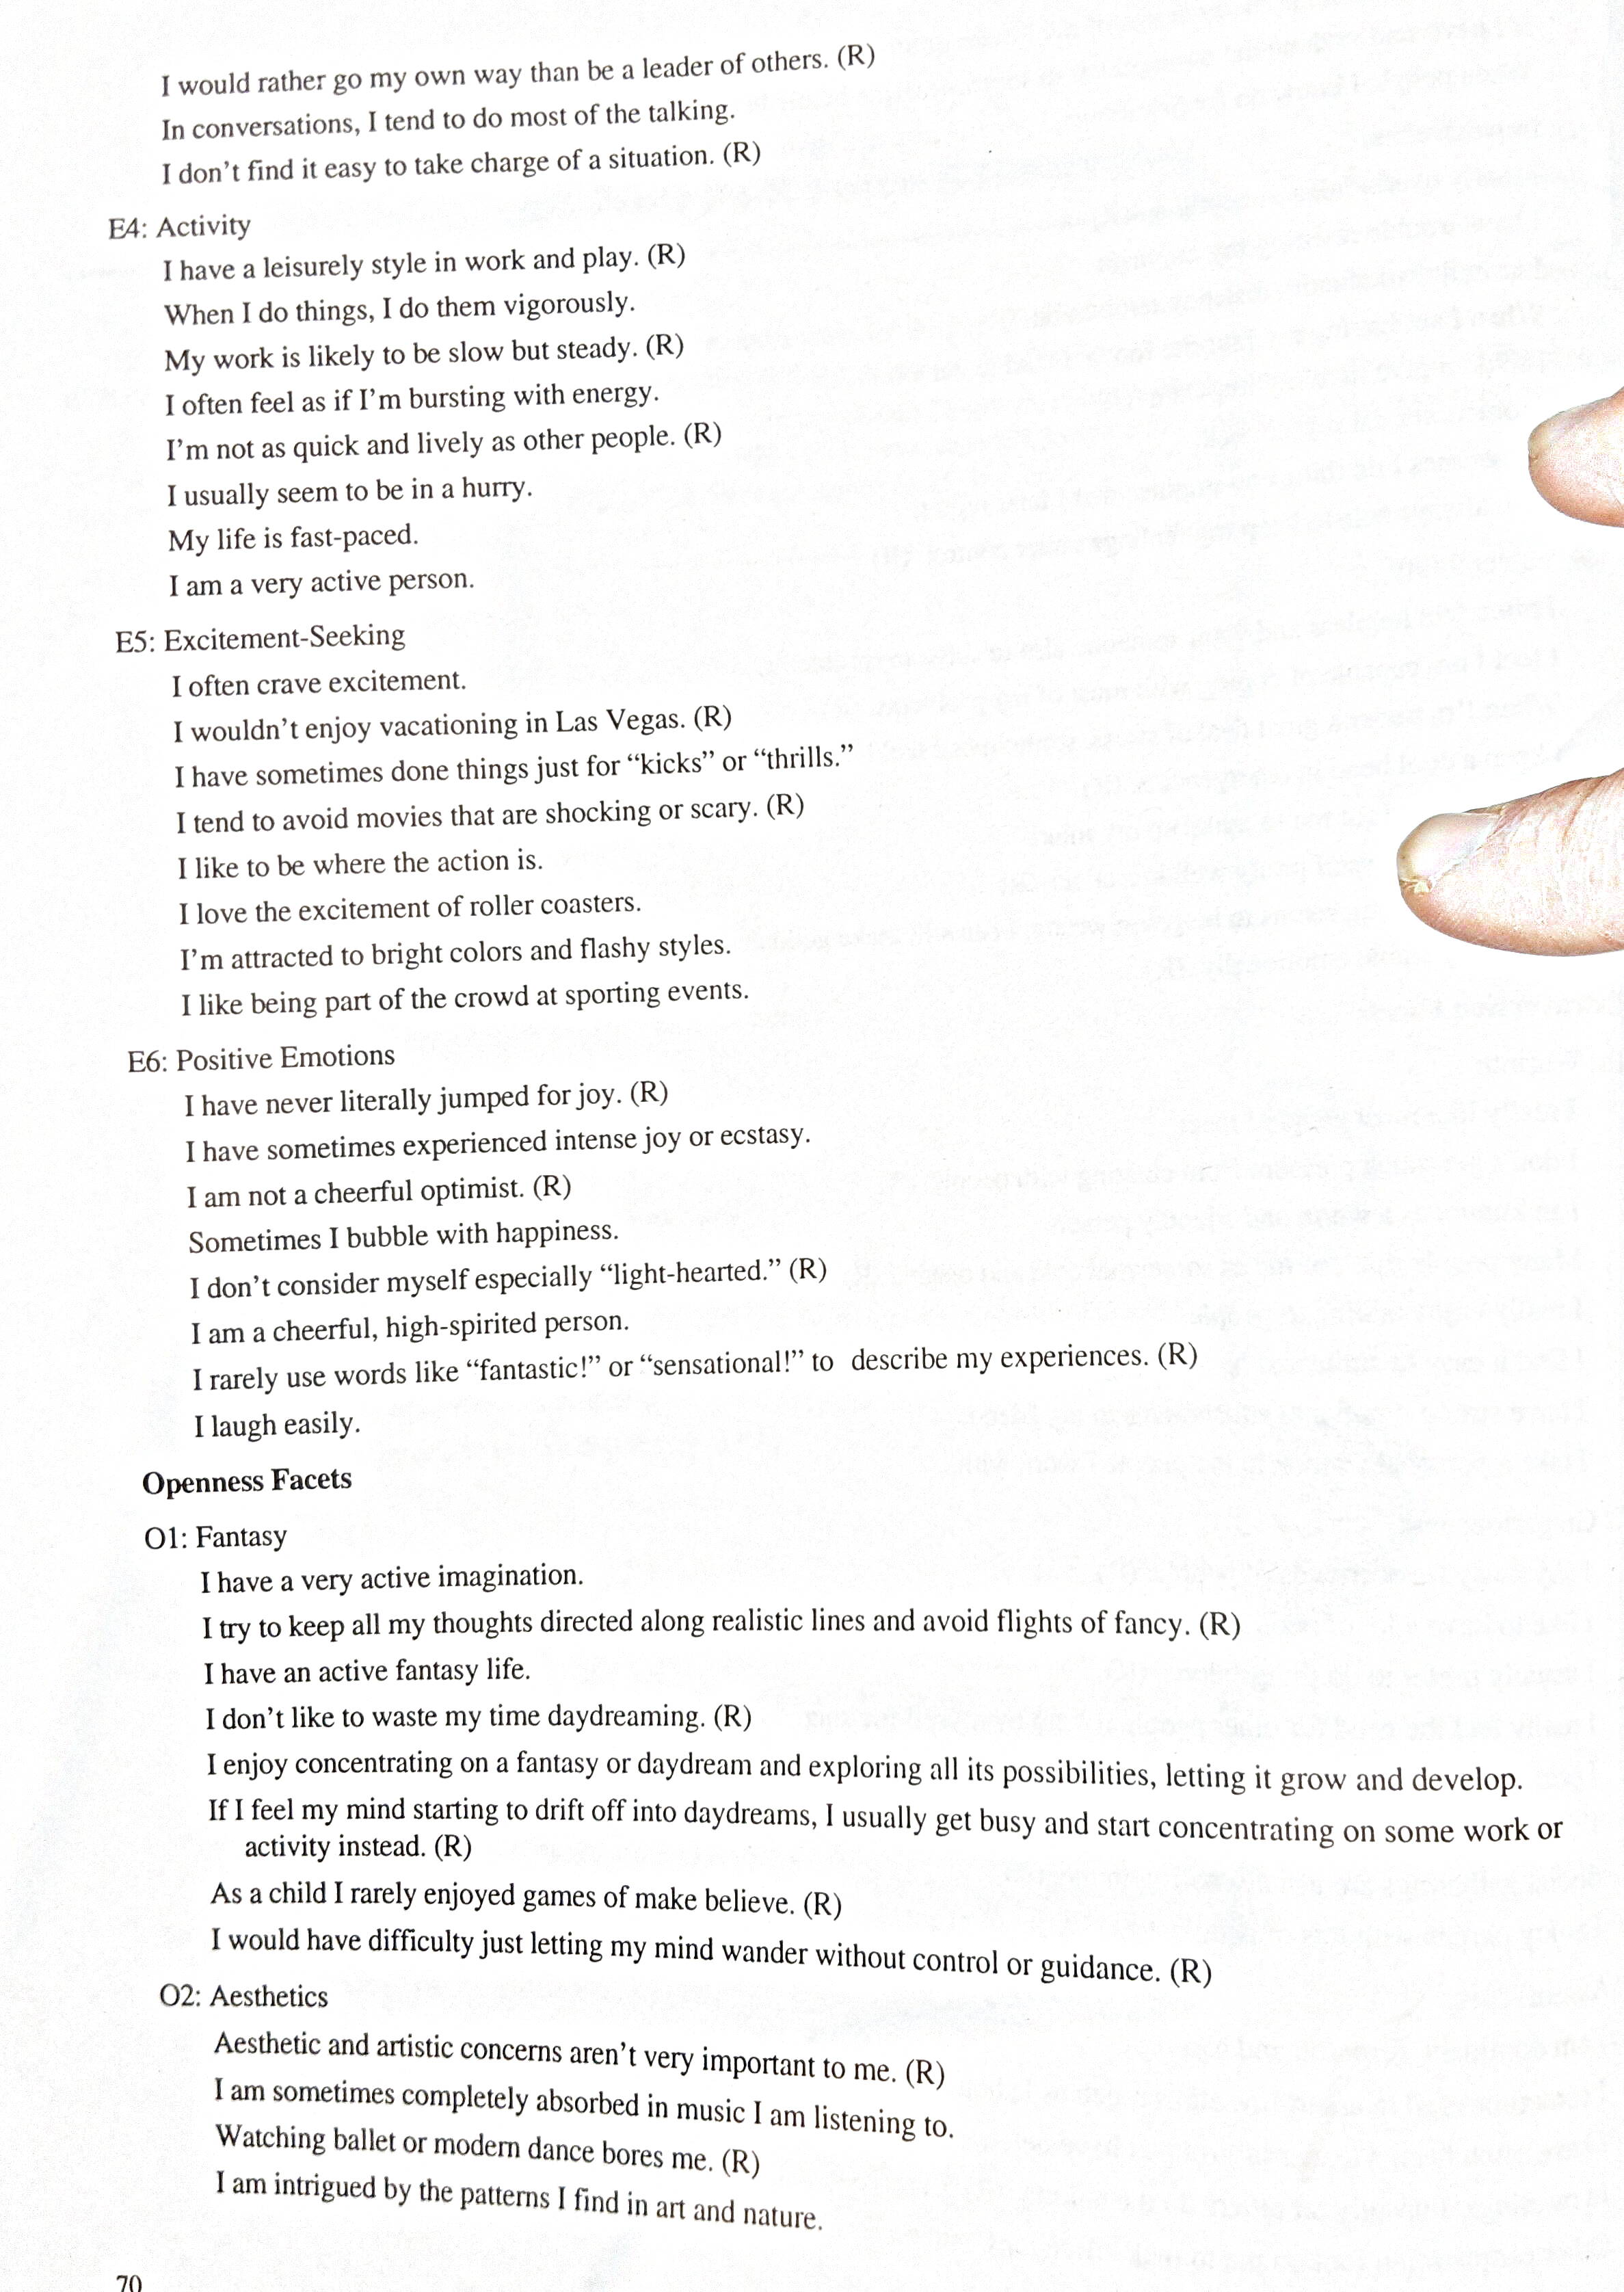 I would rather go my own way than be a leader of others. (R)
In conversations, I tend to do most of the talking.
I don't find it easy to take charge of a situation. (R)
E4: Activity
I have a leisurely style in work and play. (R)
When I do things, I do them vigorously.
My work is likely to be slow but steady. (R)
I often feel as if I'm bursting with energy.
I'm not as quick and lively as other people. (R)
I usually seem to be in a hurry.
My life is fast-paced.
I am a very active person.
E5: Excitement-Seeking
I often crave excitement.
I wouldn't enjoy vacationing in Las Vegas. (R)
I have sometimes done things just for “kicks” or “thrills.”
I tend to avoid movies that are shocking or scary. (R)
I like to be where the action is.
I love the excitement of roller coasters.
I'm attracted to bright colors and flashy styles.
I like being part of the crowd at sporting events.
E6: Positive Emotions
I have never literally jumped for joy. (R)
I have sometimes experienced intense joy or ecstasy.
I am not a cheerful optimist. (R)
Sometimes I bubble with happiness.
I don't consider myself especially “light-hearted.” (R)
I am a cheerful, high-spirited person.
I rarely use words like “fantastic!” or “sensational!” to describe my experiences. (R)
I laugh easily.
Openness Facets
O1: Fantasy
I have a very active imagination.
I try to keep all my thoughts directed along realistic lines and avoid flights of fancy. (R)
I have an active fantasy life.
I don't like to waste my time daydreaming. (R)
I enjoy concentrating on a fantasy or daydream and exploring all its possibilities, letting it grow and develop.
If I feel my mind starting to drift off into daydreams, I usually get busy and start concentrating on some work or
activity instead. (R)
As a child I rarely enjoyed games of make believe. (R)
I would have difficulty just letting my mind wander without control or guidance. (R)
O2: Aesthetics
Aesthetic and artistic concerns aren't very important to me. (R)
I am sometimes completely absorbed in music I am listening to.
Watching ballet or modern dance bores me. (R)
I am intrigued by the patterns I find in art and nature.
70